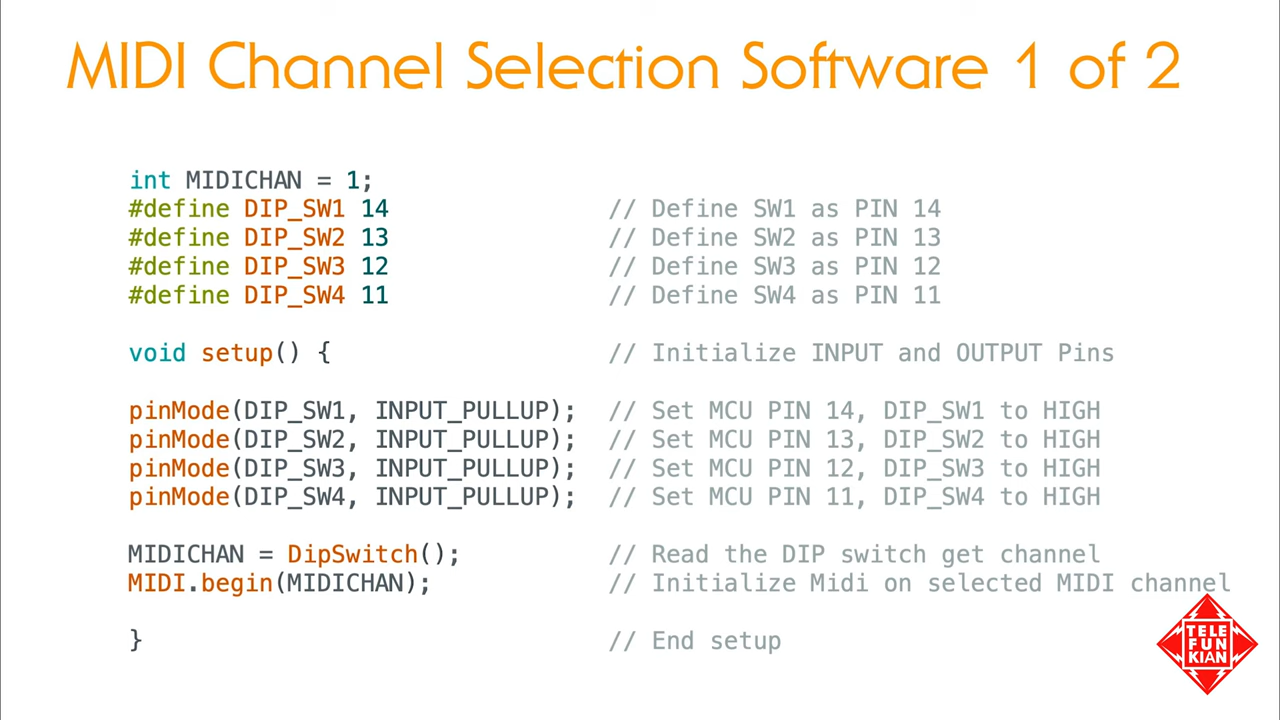 MIDI Channel Selection Software 1 of 2
int MIDICHAN = 1;
#define DIP_SW1 14 // Define SW1 as PIN 14
#define DIP_SW2 13 // Define SW2 as PIN 13
#define DIP_SW3 12 // Define SW3 as PIN 12
#define DIP_SW4 11 // Define SW4 as PIN 11
void setup() { // Initialize INPUT and OUTPUT Pins
pinMode(DIP_SW1, INPUT_PULLUP); // Set MCU PIN 14, DIP_SW1 to HIGH
pinMode(DIP_SW2, INPUT_PULLUP); // Set MCU PIN 13, DIP_SW2 to HIGH
pinMode(DIP_SW3, INPUT_PULLUP); // Set MCU PIN 12, DIP_SW3 to HIGH
pinMode(DIP_SW4, INPUT_PULLUP); // Set MCU PIN 11, DIP_SW4 to HIGH
MIDICHAN = DipSwitch(); // Read the DIP switch get channel
MIDI.begin(MIDICHAN); // Initialize Midi on selected MIDI channel
} // End setup
TELE
FUN
KIAN